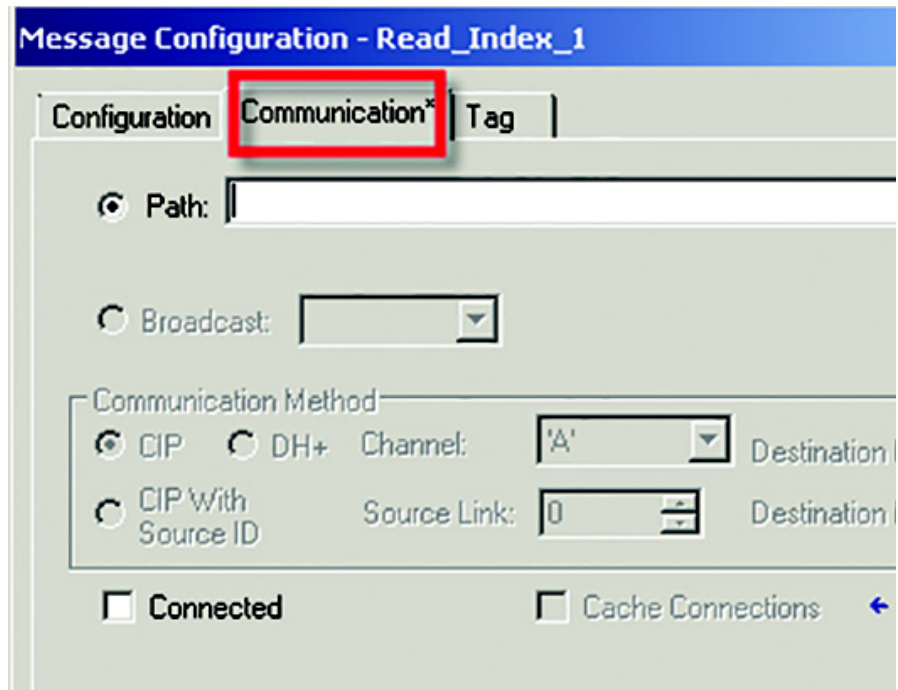 Message Configuration - Read_Index_1
Configuration Communication* Tag
Path:
Broadcast:
Communication Method
CIP DH+ Channel: 'A' Destination
CIP With Source ID Source Link: 0 Destination
Connected Cache Connections